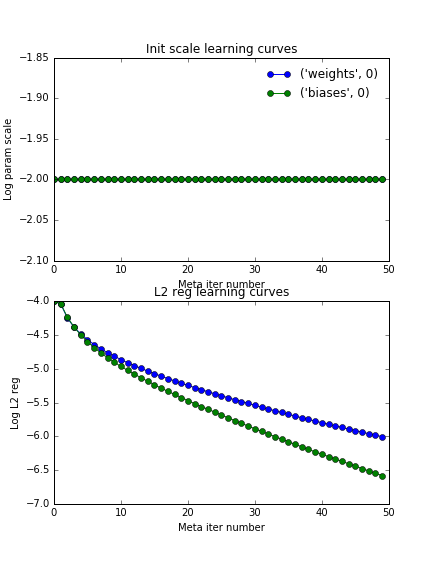 Init scale learning curves
−1.85
−1.90
−1.95
−2.00
−2.05
−2.10
Log param scale
('weights', 0)
('biases', 0)
0 10 20 30 40 50
Meta iter number
L2 reg learning curves
−4.0
−4.5
−5.0
−5.5
−6.0
−6.5
−7.0
Log L2 reg
0 10 20 30 40 50
Meta iter number